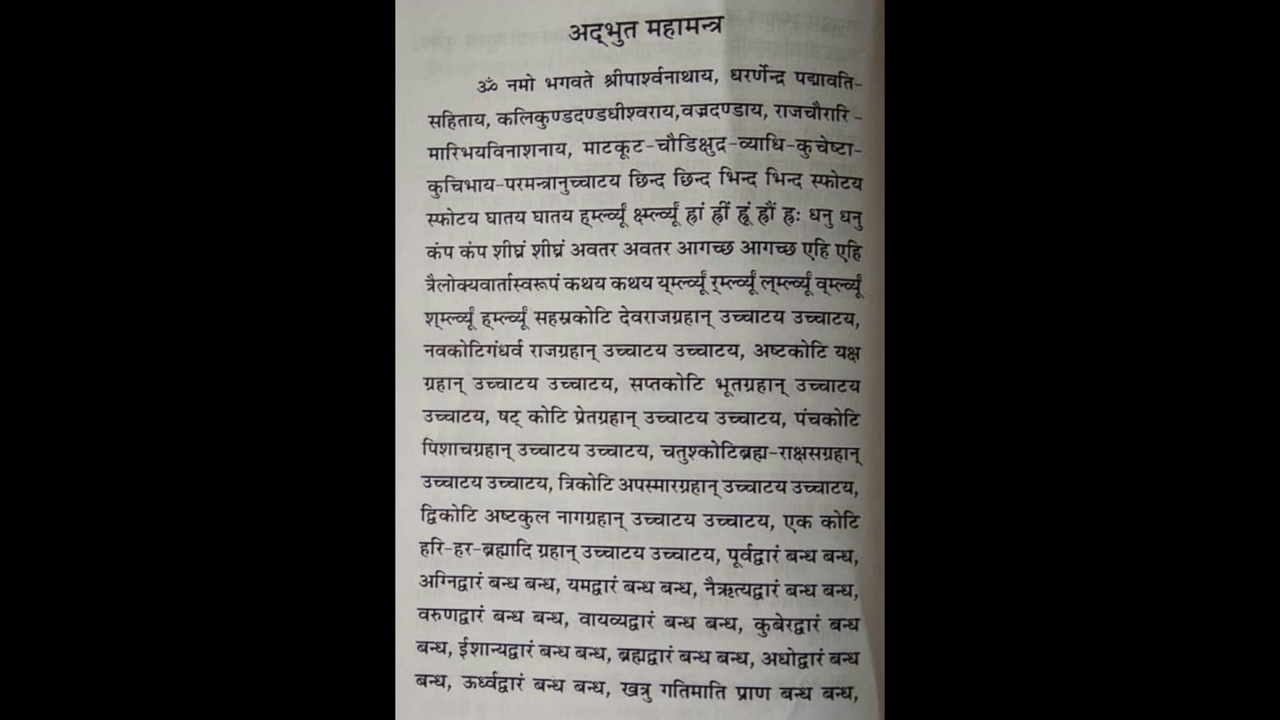 अद्‌भुत महामन्त्र
ॐ नमो भगवते श्रीपार्श्वनाथाय, धरर्णेन्द्र पद्मावति-
सहिताय, कलिकुण्डदण्डधीश्वराय,वज्रदण्डाय, राजचौरारि -
मारिभयविनाशनाय, माटकूट-चौडिक्षुद्र-व्याधि-कुचेष्टा-
कुचिभाय-परमन्त्रानुच्चाटय छिन्द छिन्द भिन्द भिन्द स्फोटय
स्फोटय घातय घातय ह्म्ल्व्यूं क्ष्म्ल्व्यूं ह्रां ह्रीं ह्रूं ह्रौं ह्रः धनु धनु
कंप कंप शीघ्रं शीघ्रं अवतर अवतर आगच्छ आगच्छ एहि एहि
त्रैलोक्यवार्तास्वरूपं कथय कथय य्म्ल्व्यूं र्म्ल्व्यूं ल्म्ल्व्यूं व्म्ल्व्यूं
श्म्ल्व्यूं ह्म्ल्व्यूं सहस्रकोटि देवराजग्रहान् उच्चाटय उच्चाटय,
नवकोटिगंधर्व राजग्रहान् उच्चाटय उच्चाटय, अष्टकोटि यक्ष
ग्रहान् उच्चाटय उच्चाटय, सप्तकोटि भूतग्रहान् उच्चाटय
उच्चाटय, षट् कोटि प्रेतग्रहान् उच्चाटय उच्चाटय, पंचकोटि
पिशाचग्रहान् उच्चाटय उच्चाटय, चतुश्कोटिब्रह्म-राक्षसग्रहान्
उच्चाटय उच्चाटय, त्रिकोटि अपस्मारग्रहान् उच्चाटय उच्चाटय,
द्विकोटि अष्टकुल नागग्रहान् उच्चाटय उच्चाटय, एक कोटि
हरि-हर-ब्रह्मादि ग्रहान् उच्चाटय उच्चाटय, पूर्वद्वारं बन्ध बन्ध,
अग्निद्वारं बन्ध बन्ध, यमद्वारं बन्ध बन्ध, नैऋत्यद्वारं बन्ध बन्ध,
वरुणद्वारं बन्ध बन्ध, वायव्यद्वारं बन्ध बन्ध, कुबेरद्वारं बन्ध
बन्ध, ईशान्यद्वारं बन्ध बन्ध, ब्रह्मद्वारं बन्ध बन्ध, अधोद्वारं बन्ध
बन्ध, ऊर्ध्वद्वारं बन्ध बन्ध, खत्रु गतिमाति प्राण बन्ध बन्ध,